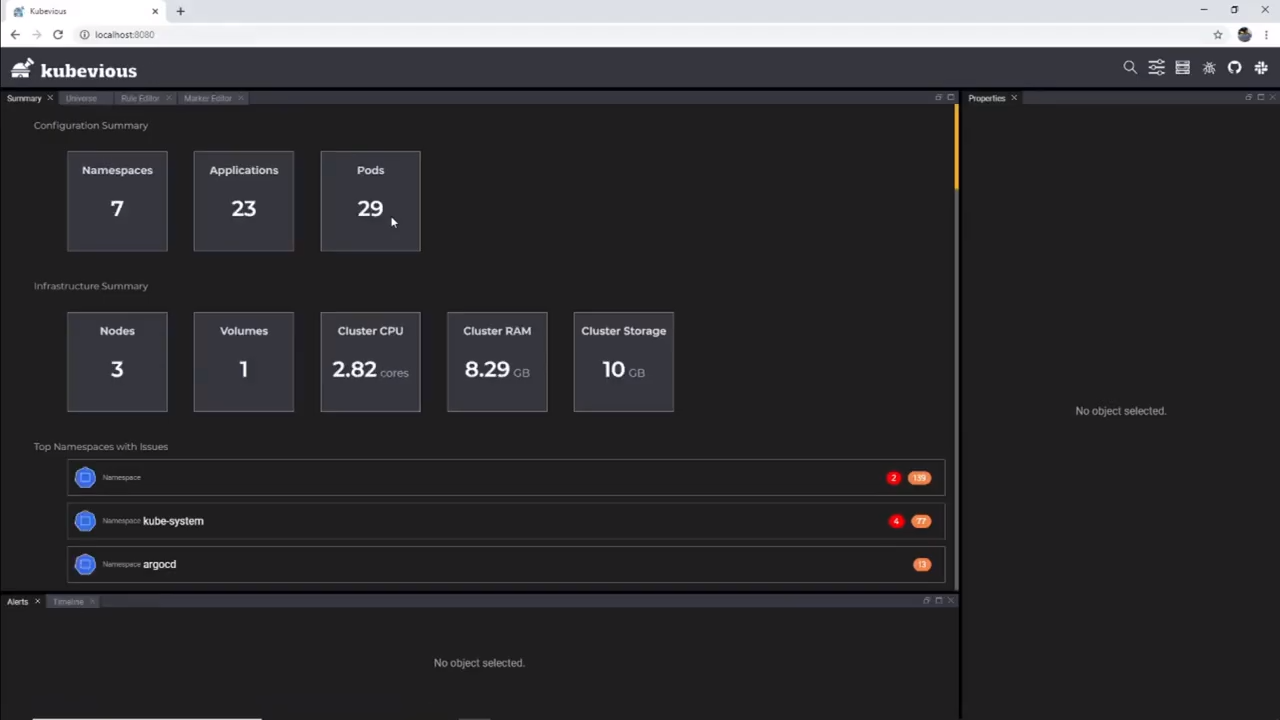 Kubevious
localhost:8080
kubevious
Summary Universe Rule Editor Marker Editor
Properties
Configuration Summary
Namespaces Applications Pods
7 23 29
Infrastructure Summary
Nodes Volumes Cluster CPU Cluster RAM Cluster Storage
3 1 2.82 cores 8.29 GB 10 GB
No object selected.
Top Namespaces with Issues
Namespace 2 139
Namespace kube-system 4 77
Namespace argocd 13
Alerts Timeline
No object selected.